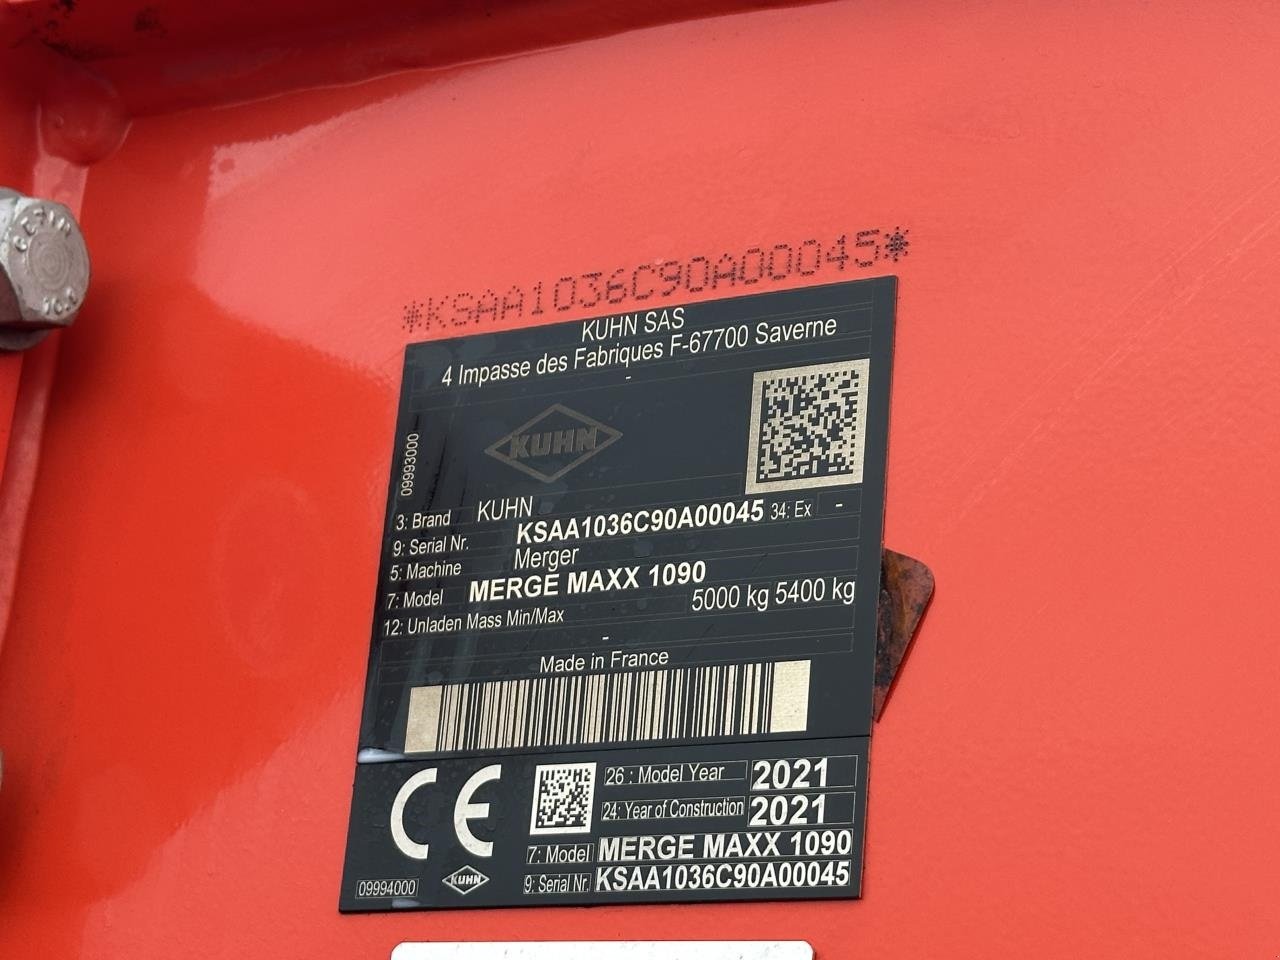 *KSAA1036C90A00045*
KUHN SAS
4 Impasse des Fabriques F-67700 Saverne
-
KUHN
09993000
3: Brand KUHN
9: Serial Nr. KSAA1036C90A00045 34: Ex -
5: Machine Merger
7: Model MERGE MAXX 1090
12: Unladen Mass Min/Max 5000 kg 5400 kg
-
Made in France
CE
26 : Model Year 2021
24: Year of Construction 2021
7: Model MERGE MAXX 1090
9: Serial Nr. KSAA1036C90A00045
09994000
KUHN